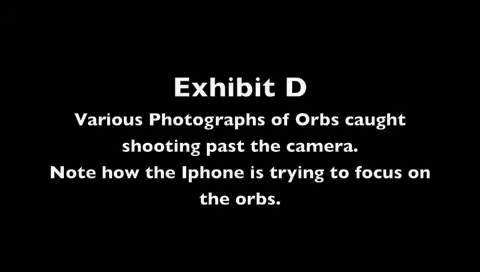 Exhibit D
Various Photographs of Orbs caught
shooting past the camera.
Note how the Iphone is trying to focus on
the orbs.